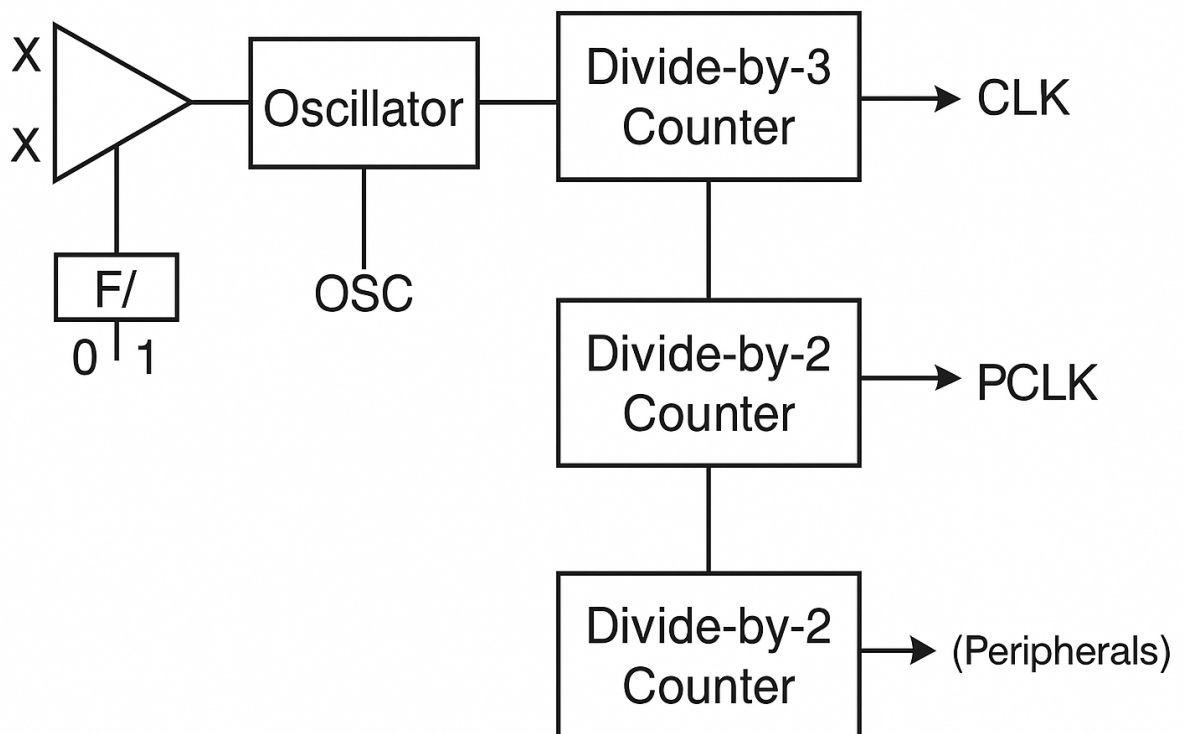 X
X
Oscillator
Divide-by-3
Counter
CLK
F/
0 1
OSC
Divide-by-2
Counter
PCLK
Divide-by-2
Counter
(Peripherals)